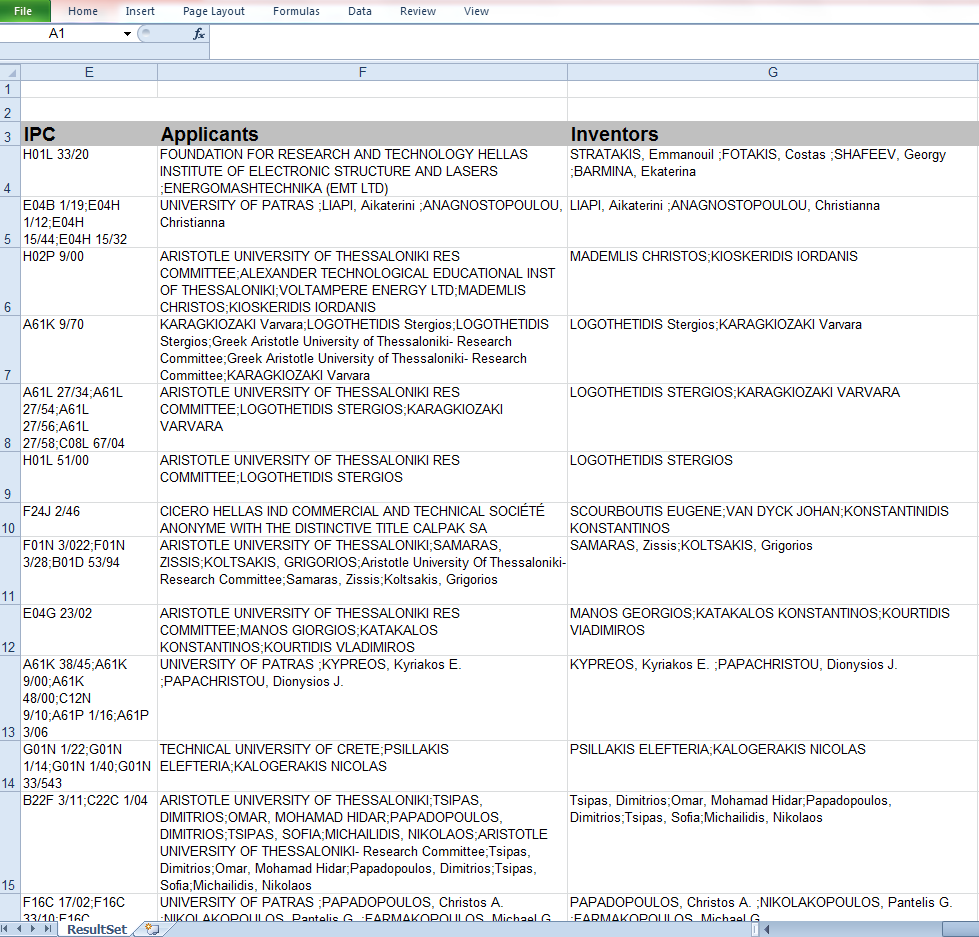 File Home Insert Page Layout Formulas Data Review View
A1 fx
E F G
1
2
3 IPC Applicants Inventors
H01L 33/20 FOUNDATION FOR RESEARCH AND TECHNOLOGY HELLAS STRATAKIS, Emmanouil ;FOTAKIS, Costas ;SHAFEEV, Georgy
INSTITUTE OF ELECTRONIC STRUCTURE AND LASERS ;BARMINA, Ekaterina
4 ;ENERGOMASHTECHNIKA (EMT LTD)
E04B 1/19;E04H UNIVERSITY OF PATRAS ;LIAPI, Aikaterini ;ANAGNOSTOPOULOU, LIAPI, Aikaterini ;ANAGNOSTOPOULOU, Christianna
1/12;E04H Christianna
5 15/44;E04H 15/32
H02P 9/00 ARISTOTLE UNIVERSITY OF THESSALONIKI RES MADEMLIS CHRISTOS;KIOSKERIDIS IORDANIS
COMMITTEE;ALEXANDER TECHNOLOGICAL EDUCATIONAL INST
OF THESSALONIKI;VOLTAMPERE ENERGY LTD;MADEMLIS
6 CHRISTOS;KIOSKERIDIS IORDANIS
A61K 9/70 KARAGKIOZAKI Varvara;LOGOTHETIDIS Stergios;LOGOTHETIDIS LOGOTHETIDIS Stergios;KARAGKIOZAKI Varvara
Stergios;Greek Aristotle University of Thessaloniki- Research
Committee;Greek Aristotle University of Thessaloniki- Research
7 Committee;KARAGKIOZAKI Varvara
A61L 27/34;A61L ARISTOTLE UNIVERSITY OF THESSALONIKI RES LOGOTHETIDIS STERGIOS;KARAGKIOZAKI VARVARA
27/54;A61L COMMITTEE;LOGOTHETIDIS STERGIOS;KARAGKIOZAKI
27/56;A61L VARVARA
8 27/58;C08L 67/04
H01L 51/00 ARISTOTLE UNIVERSITY OF THESSALONIKI RES LOGOTHETIDIS STERGIOS
COMMITTEE;LOGOTHETIDIS STERGIOS
9
F24J 2/46 CICERO HELLAS IND COMMERCIAL AND TECHNICAL SOCIÉTÉ SCOURBOUTIS EUGENE;VAN DYCK JOHAN;KONSTANTINIDIS
10 ANONYME WITH THE DISTINCTIVE TITLE CALPAK SA KONSTANTINOS
F01N 3/022;F01N ARISTOTLE UNIVERSITY OF THESSALONIKI;SAMARAS, SAMARAS, Zissis;KOLTSAKIS, Grigorios
3/28;B01D 53/94 ZISSIS;KOLTSAKIS, GRIGORIOS;Aristotle University Of Thessaloniki-
Research Committee;Samaras, Zissis;Koltsakis, Grigorios
11
E04G 23/02 ARISTOTLE UNIVERSITY OF THESSALONIKI RES MANOS GEORGIOS;KATAKALOS KONSTANTINOS;KOURTIDIS
COMMITTEE;MANOS GIORGIOS;KATAKALOS VIADIMIROS
12 KONSTANTINOS;KOURTIDIS VLADIMIROS
A61K 38/45;A61K UNIVERSITY OF PATRAS ;KYPREOS, Kyriakos E. KYPREOS, Kyriakos E. ;PAPACHRISTOU, Dionysios J.
9/00;A61K ;PAPACHRISTOU, Dionysios J.
48/00;C12N
9/10;A61P 1/16;A61P
13 3/06
G01N 1/22;G01N TECHNICAL UNIVERSITY OF CRETE;PSILLAKIS PSILLAKIS ELEFTERIA;KALOGERAKIS NICOLAS
1/14;G01N 1/40;G01N ELEFTERIA;KALOGERAKIS NICOLAS
14 33/543
B22F 3/11;C22C 1/04 ARISTOTLE UNIVERSITY OF THESSALONIKI;TSIPAS, Tsipas, Dimitrios;Omar, Mohamad Hidar;Papadopoulos,
DIMITRIOS;OMAR, MOHAMAD HIDAR;PAPADOPOULOS, Dimitrios;Tsipas, Sofia;Michailidis, Nikolaos
DIMITRIOS;TSIPAS, SOFIA;MICHAILIDIS, NIKOLAOS;ARISTOTLE
UNIVERSITY OF THESSALONIKI- Research Committee;Tsipas,
Dimitrios;Omar, Mohamad Hidar;Papadopoulos, Dimitrios;Tsipas,
15 Sofia;Michailidis, Nikolaos
F16C 17/02;F16C UNIVERSITY OF PATRAS ;PAPADOPOULOS, Christos A. PAPADOPOULOS, Christos A. ;NIKOLAKOPOULOS, Pantelis G.
33/10;F16C ;NIKOLAKOPOULOS, Pantelis G. ;FARMAKOPOULOS, Michael G ;FARMAKOPOULOS, Michael G
ResultSet